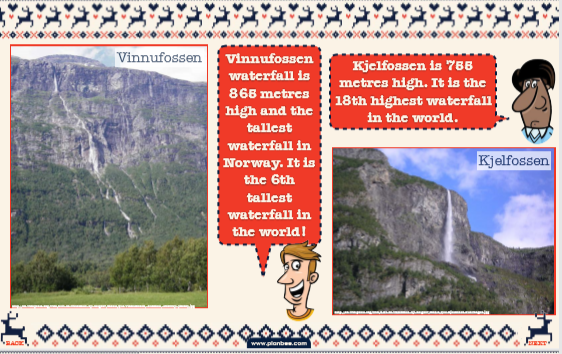 Vinnufossen
Vinnufossen
waterfall is
865 metres
high and the
tallest
waterfall in
Norway. It is
the 6th
tallest
waterfall in
the world!
Kjelfossen is 755
metres high. It is the
18th highest waterfall
in the world.
Kjelfossen
BACK
www.planbee.com
NEXT